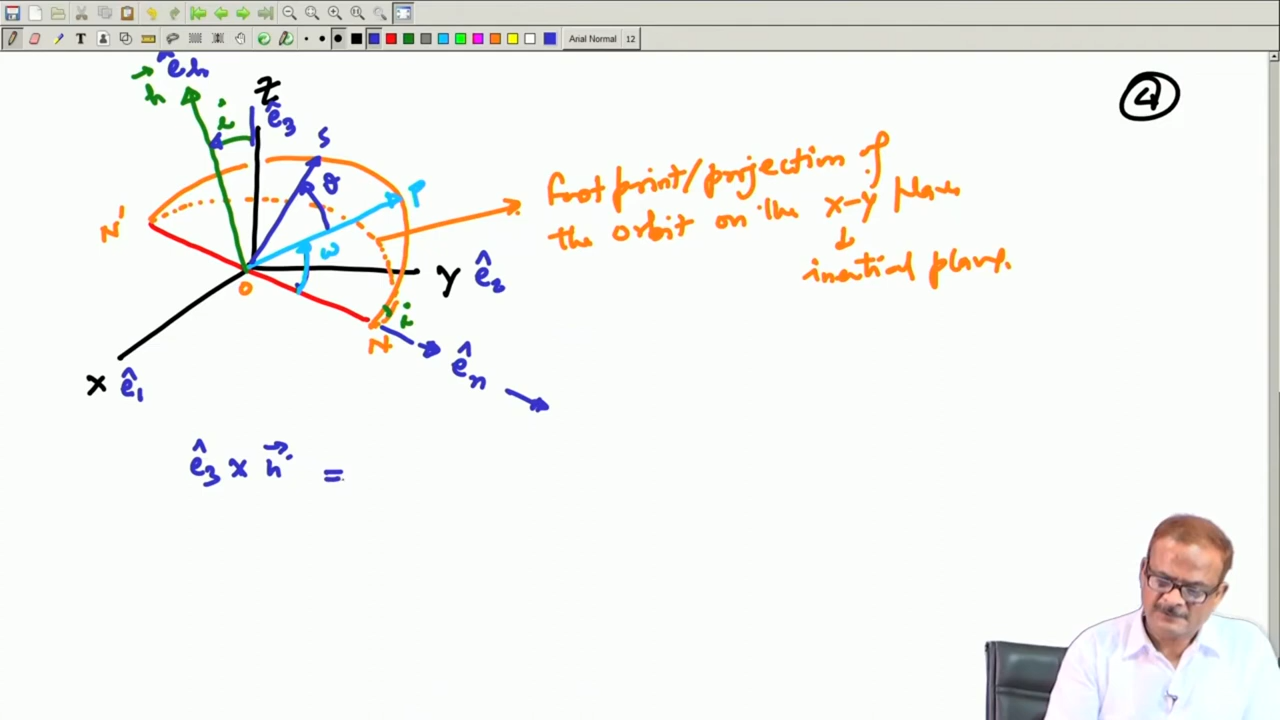 Arial Normal 12
④
ê_h
h⃗
Z
ê_3
i
S
θ
P
N'
ω
O
Y ê_2
i
N
ê_n
X ê_1
foot print/projection of
the orbit on the X-Y plane
↓
inertial plane.
ê_3 × h⃗ =